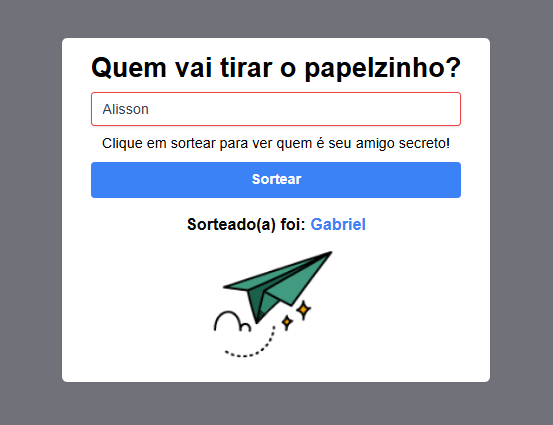 Quem vai tirar o papelzinho?
Alisson
Clique em sortear para ver quem é seu amigo secreto!
Sortear
Sorteado(a) foi: Gabriel